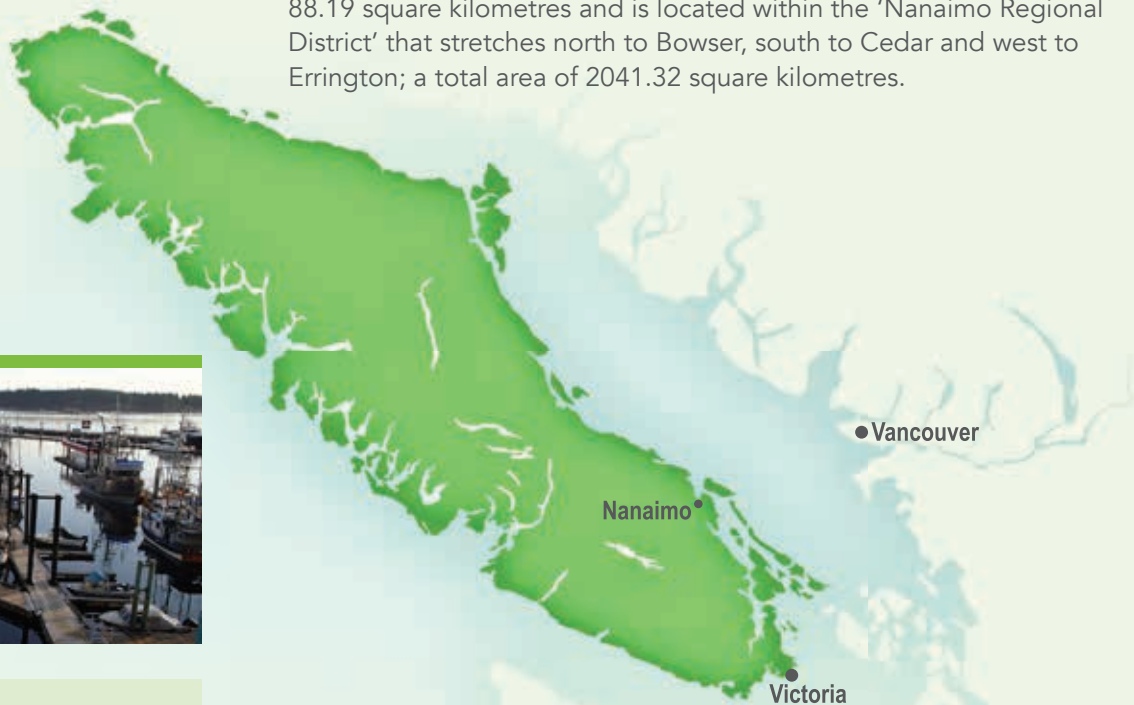 88.19 square kilometres and is located within the ‘Nanaimo Regional
District’ that stretches north to Bowser, south to Cedar and west to
Errington; a total area of 2041.32 square kilometres.
Vancouver
Nanaimo
Victoria